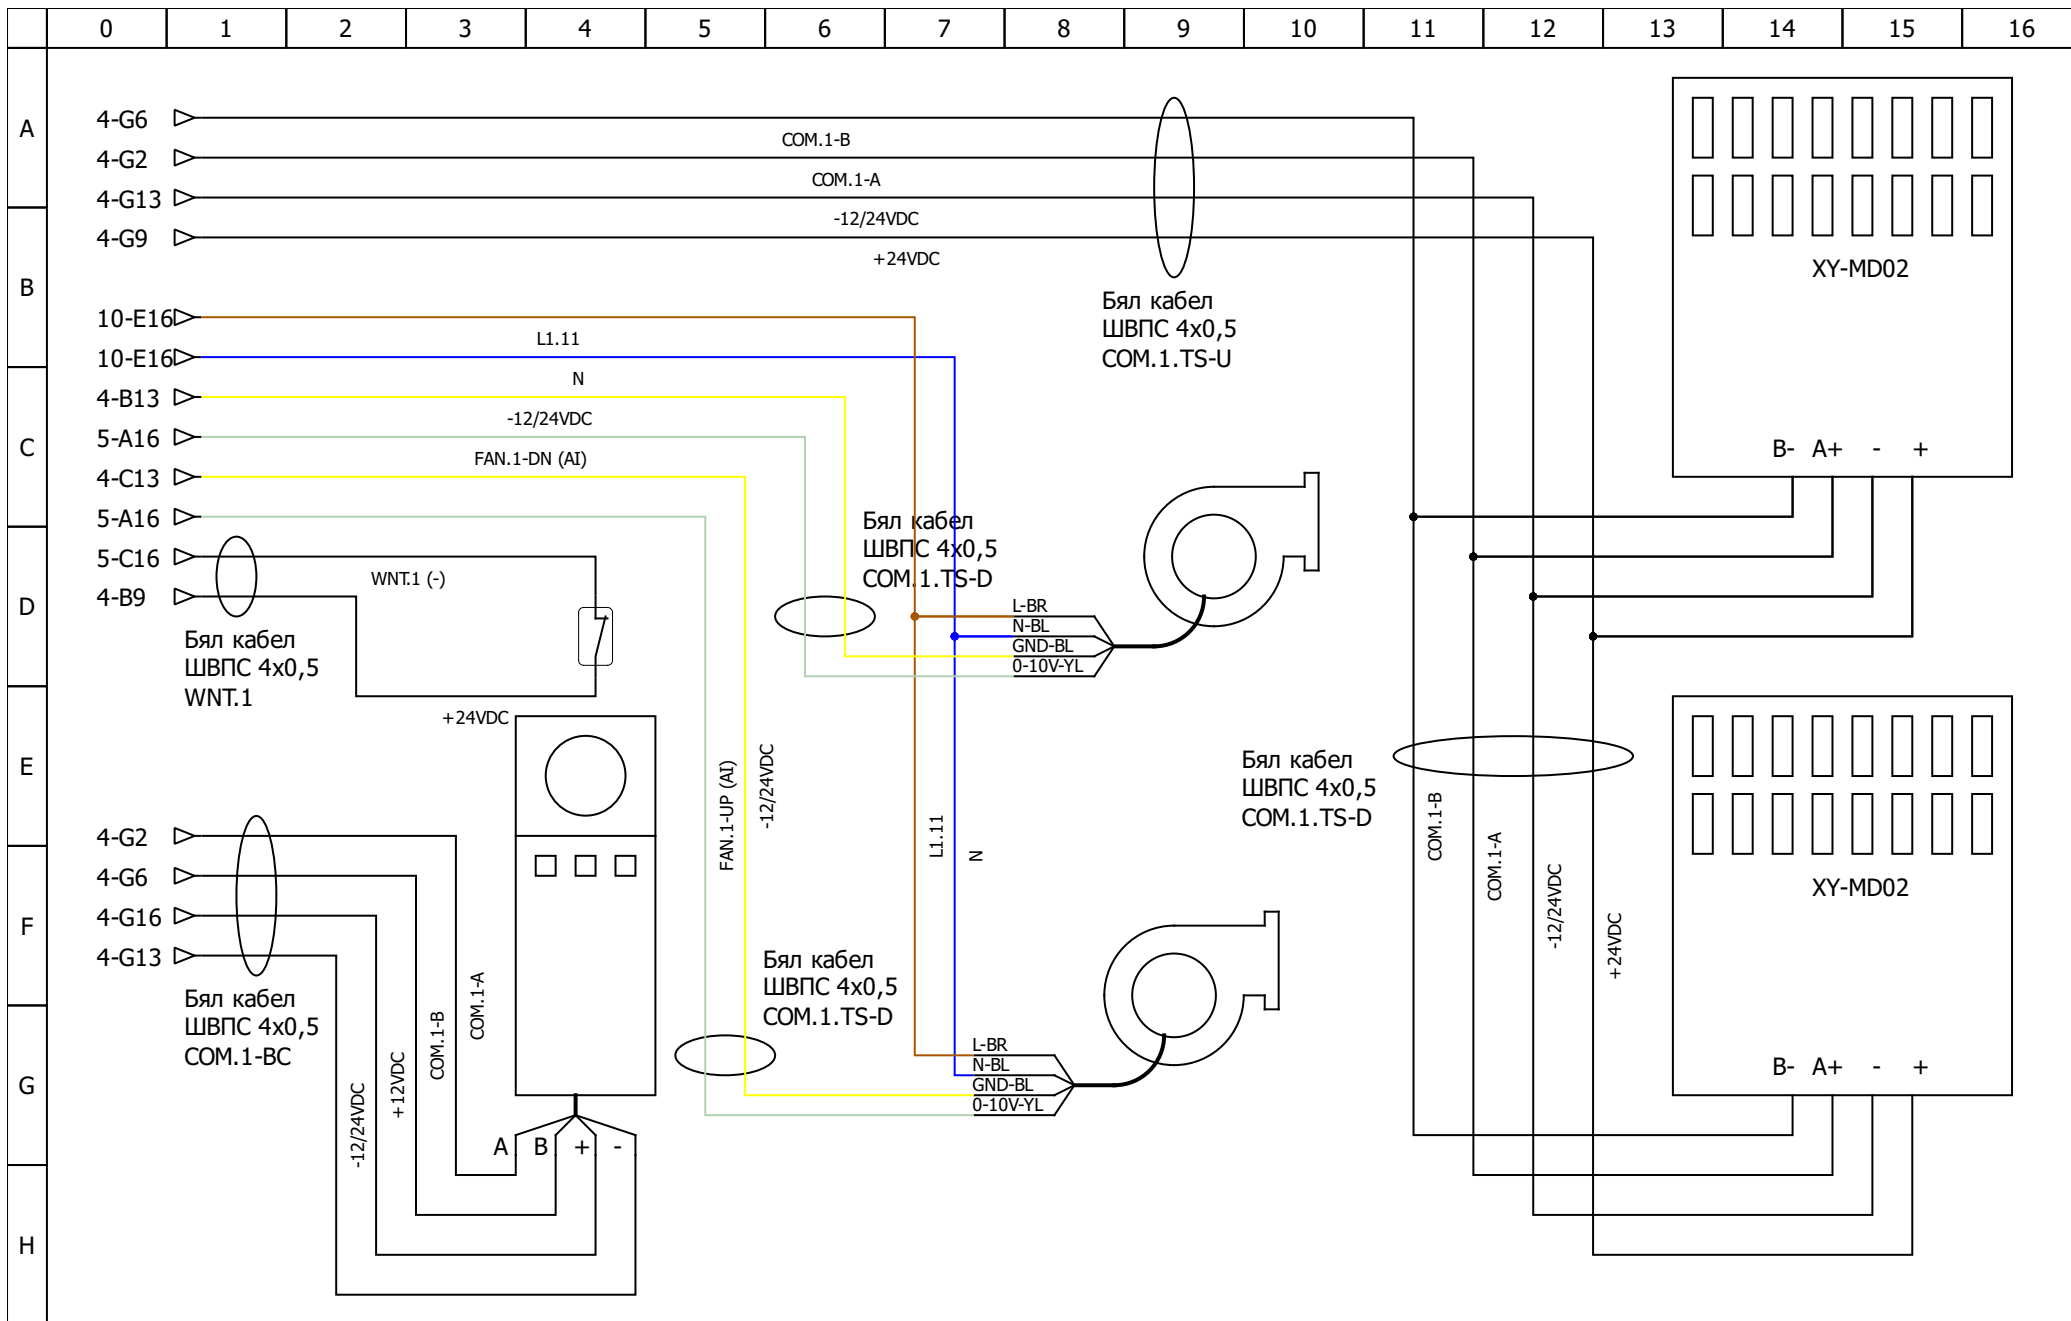 0 1 2 3 4 5 6 7 8 9 10 11 12 13 14 15 16
A
B
C
D
E
F
G
H
4-G6
COM.1-B
4-G2
COM.1-A
4-G13
-12/24VDC
4-G9
+24VDC
Бял кабел
ШВПС 4x0,5
COM.1.TS-U
XY-MD02
B- A+ - +
10-E16
L1.11
10-E16
N
4-B13
-12/24VDC
5-A16
FAN.1-DN (AI)
4-C13
5-A16
Бял кабел
ШВПС 4x0,5
COM.1.TS-D
5-C16
WNT.1 (-)
4-B9
Бял кабел
ШВПС 4x0,5
WNT.1
+24VDC
L-BR
N-BL
GND-BL
0-10V-YL
FAN.1-UP (AI)
-12/24VDC
L1.11
N
Бял кабел
ШВПС 4x0,5
COM.1.TS-D
COM.1-B
COM.1-A
-12/24VDC
+24VDC
XY-MD02
B- A+ - +
4-G2
4-G6
4-G16
4-G13
Бял кабел
ШВПС 4x0,5
COM.1-BC
-12/24VDC
+12VDC
COM.1-B
COM.1-A
A B + -
Бял кабел
ШВПС 4x0,5
COM.1.TS-D
L-BR
N-BL
GND-BL
0-10V-YL